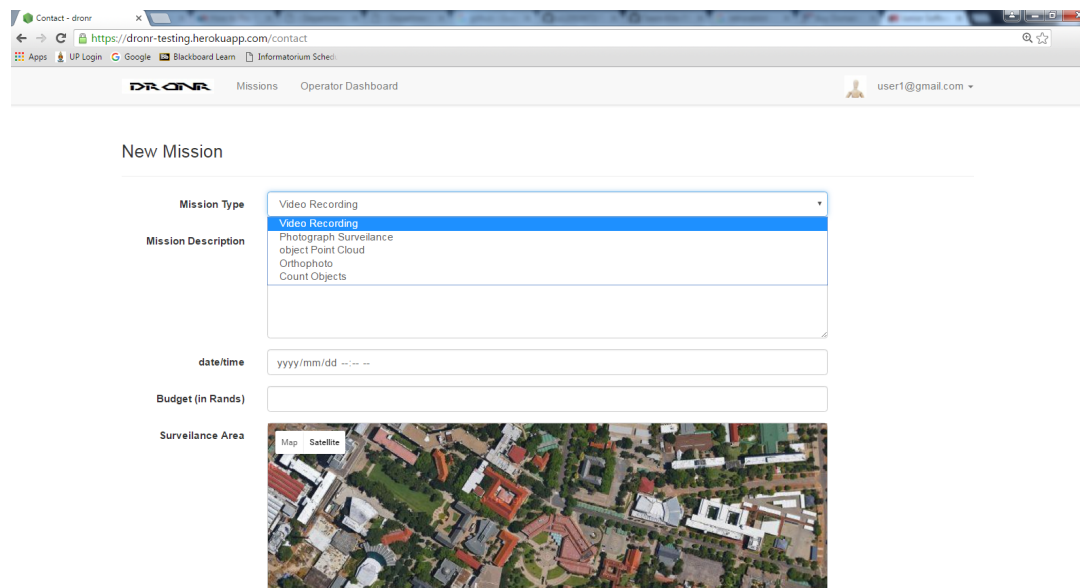 Contact - dronr
https://dronr-testing.herokuapp.com/contact
Apps UP Login Google Blackboard Learn Informatorium Sched
DRONR Missions Operator Dashboard user1@gmail.com
New Mission
Mission Type Video Recording
Video Recording
Photograph Surveilance
Mission Description
object Point Cloud
Orthophoto
Count Objects
date/time yyyy/mm/dd --:-- --
Budget (in Rands)
Surveilance Area
Map Satellite